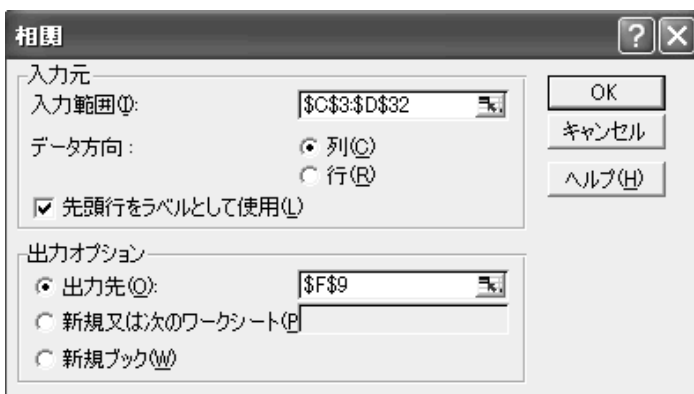 相関
入力元
入力範囲(I): $C$3:$D$32
データ方向: 列(C)
行(R)
先頭行をラベルとして使用(L)
出力オプション
出力先(O): $F$9
新規又は次のワークシート(P
新規ブック(W)
OK
キャンセル
ヘルプ(H)